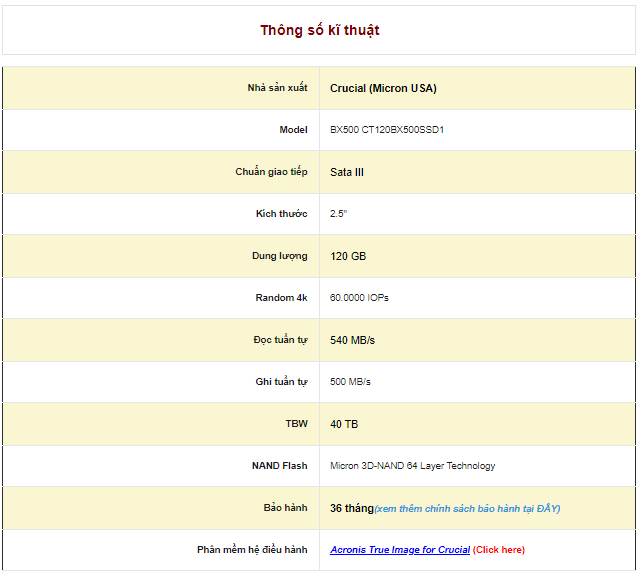 Thông số kĩ thuật
Nhà sản xuất Crucial (Micron USA)
Model BX500 CT120BX500SSD1
Chuẩn giao tiếp Sata III
Kích thước 2.5"
Dung lượng 120 GB
Random 4k 60.0000 IOPs
Đọc tuần tự 540 MB/s
Ghi tuần tự 500 MB/s
TBW 40 TB
NAND Flash Micron 3D-NAND 64 Layer Technology
Bảo hành 36 tháng(xem thêm chính sách bảo hành tại ĐÂY)
Phần mềm hệ điều hành Acronis True Image for Crucial (Click here)